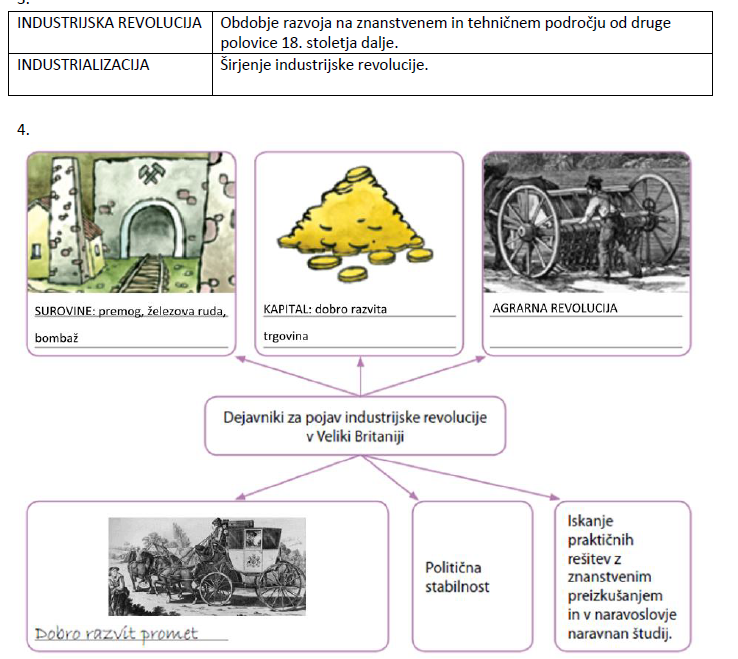 INDUSTRIJSKA REVOLUCIJA
Obdobje razvoja na znanstvenem in tehničnem področju od druge
polovice 18. stoletja dalje.
INDUSTRIALIZACIJA
Širjenje industrijske revolucije.
4.
SUROVINE: premog, železova ruda,
bombaž
KAPITAL: dobro razvita
trgovina
AGRARNA REVOLUCIJA
Dejavniki za pojav industrijske revolucije
v Veliki Britaniji
Dobro razvit promet
Politična
stabilnost
Iskanje
praktičnih
rešitev z
znanstvenim
preizkušanjem
in v naravoslovje
naravnan študij.